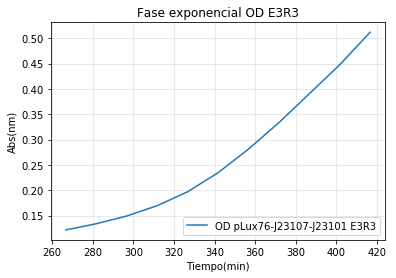 Fase exponencial OD E3R3
Abs(nm)
0.50
0.45
0.40
0.35
0.30
0.25
0.20
0.15
OD pLux76-J23107-J23101 E3R3
260 280 300 320 340 360 380 400 420
Tiempo(min)